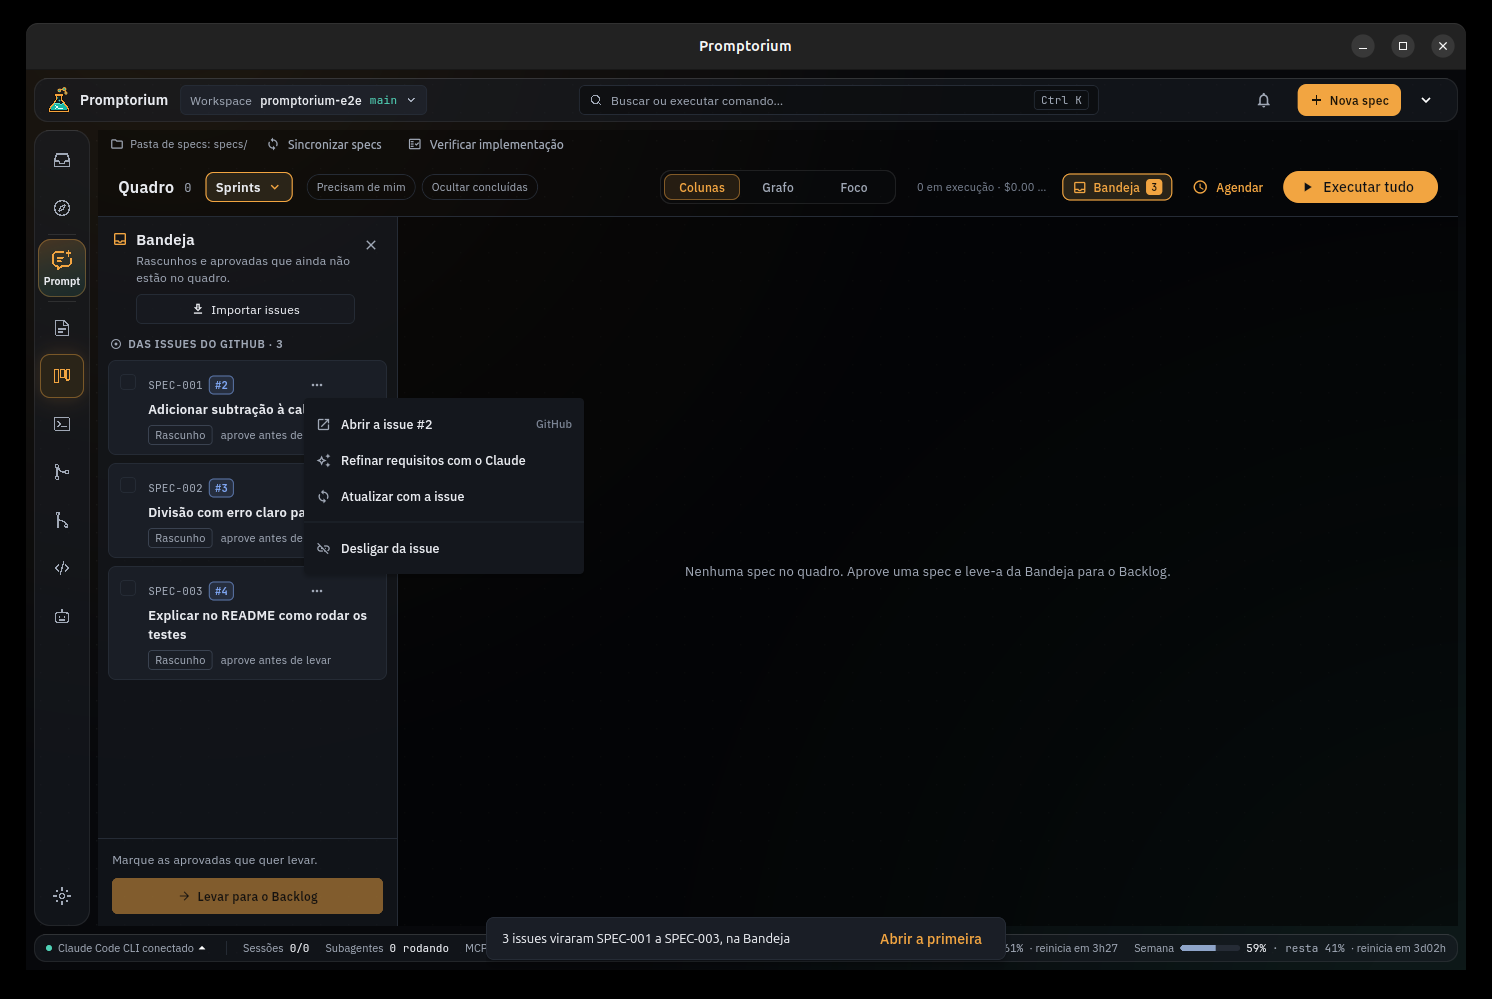 Promptorium
Promptorium
Workspace promptorium-e2e main
Buscar ou executar comando...
Ctrl K
Nova spec
Pasta de specs: specs/
Sincronizar specs
Verificar implementação
Quadro 0
Sprints
Precisam de mim
Ocultar concluídas
Colunas
Grafo
Foco
0 em execução · $0.00 ...
Bandeja 3
Agendar
Executar tudo
Prompt
Bandeja
Rascunhos e aprovadas que ainda não
estão no quadro.
Importar issues
DAS ISSUES DO GITHUB · 3
SPEC-001 #2
Adicionar subtração à cal
Rascunho aprove antes de
SPEC-002 #3
Divisão com erro claro pa
Rascunho aprove antes de
SPEC-003 #4
Explicar no README como rodar os
testes
Rascunho aprove antes de levar
Abrir a issue #2 GitHub
Refinar requisitos com o Claude
Atualizar com a issue
Desligar da issue
Nenhuma spec no quadro. Aprove uma spec e leve-a da Bandeja para o Backlog.
Marque as aprovadas que quer levar.
Levar para o Backlog
3 issues viraram SPEC-001 a SPEC-003, na Bandeja
Abrir a primeira
Claude Code CLI conectado
Sessões 0/0
Subagentes 0 rodando
MCP
61% · reinicia em 3h27
Semana 59% · resta 41% · reinicia em 3d02h